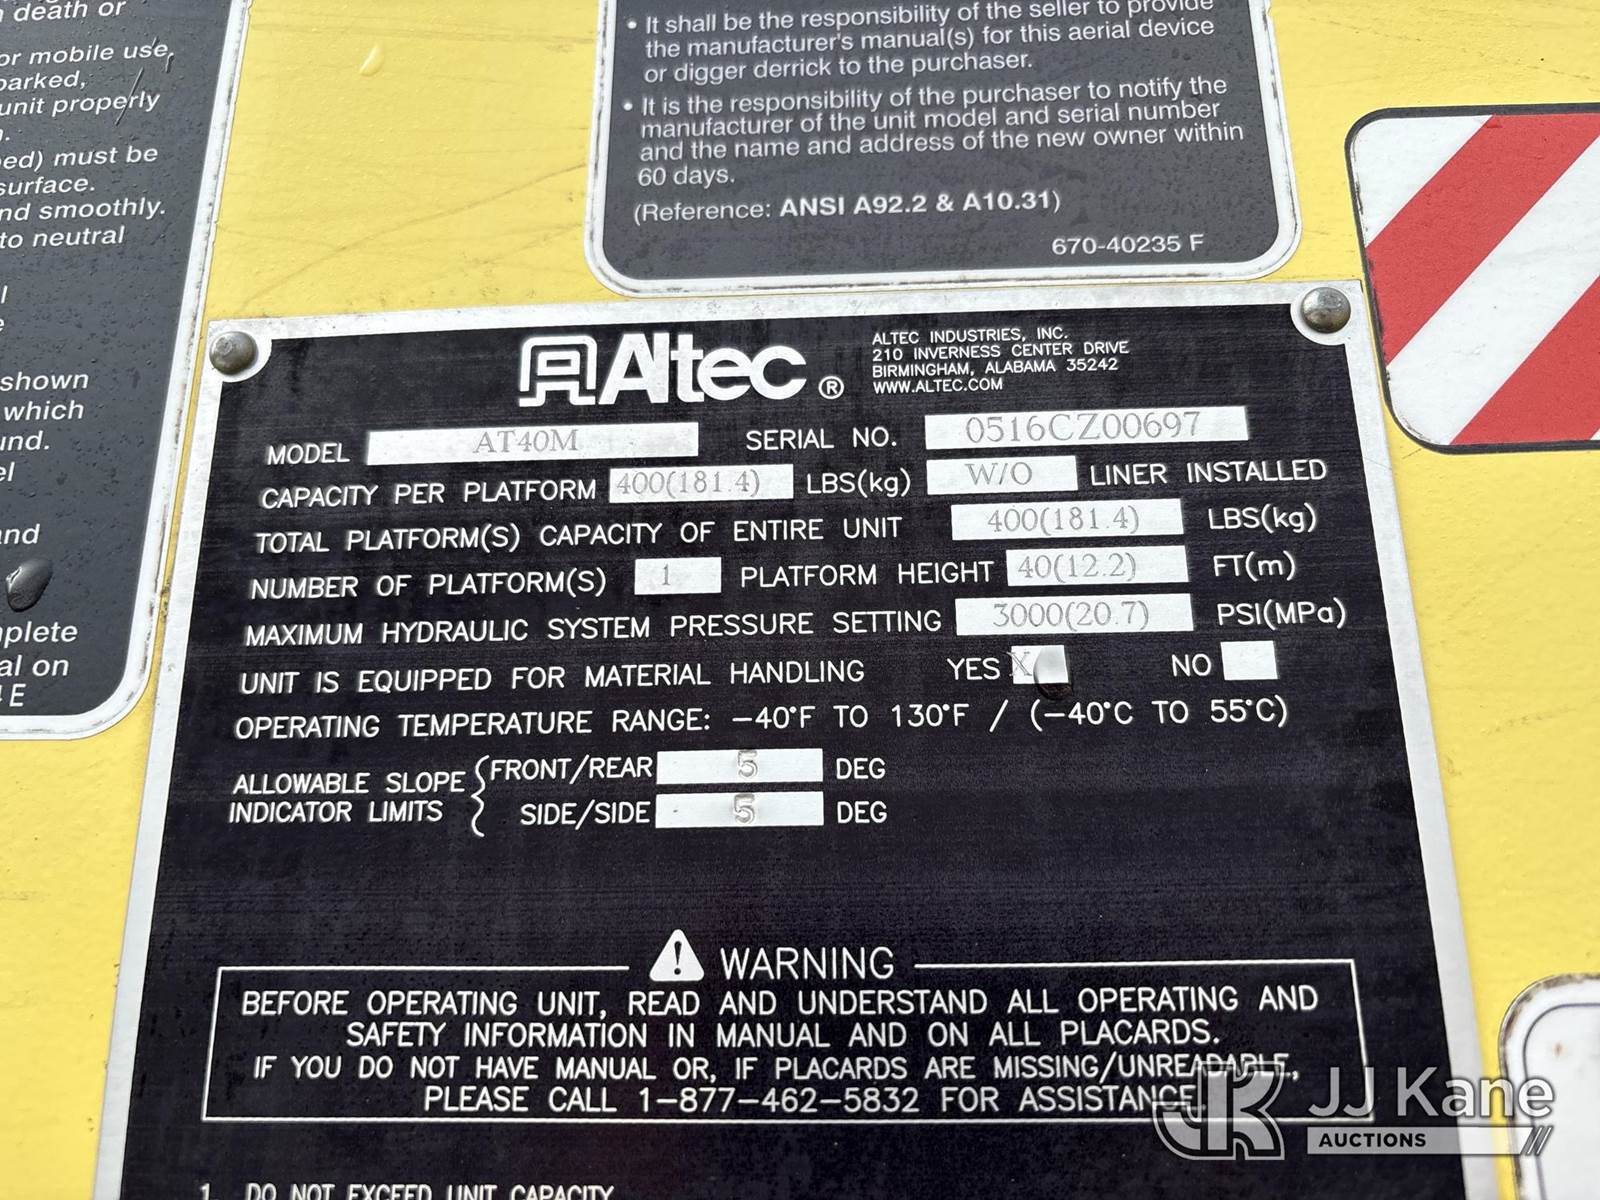 death or
or mobile use,
parked,
unit properly
must be
surface.
smoothly.
to neutral
shown
which
and
on
E
• It shall be the responsibility of the seller to provide
the manufacturer's manual(s) for this aerial device
or digger derrick to the purchaser.
• It is the responsibility of the purchaser to notify the
manufacturer of the unit model and serial number
and the name and address of the new owner within
60 days.
(Reference: ANSI A92.2 & A10.31)
670-40235 F
Altec ®
ALTEC INDUSTRIES, INC.
210 INVERNESS CENTER DRIVE
BIRMINGHAM, ALABAMA 35242
WWW.ALTEC.COM
MODEL AT40M SERIAL NO. 0516CZ00697
CAPACITY PER PLATFORM 400(181.4) LBS(kg) W/O LINER INSTALLED
TOTAL PLATFORM(S) CAPACITY OF ENTIRE UNIT 400(181.4) LBS(kg)
NUMBER OF PLATFORM(S) 1 PLATFORM HEIGHT 40(12.2) FT(m)
MAXIMUM HYDRAULIC SYSTEM PRESSURE SETTING 3000(20.7) PSI(MPa)
UNIT IS EQUIPPED FOR MATERIAL HANDLING YES X NO
OPERATING TEMPERATURE RANGE: -40°F TO 130°F / (-40°C TO 55°C)
ALLOWABLE SLOPE FRONT/REAR 5 DEG
INDICATOR LIMITS SIDE/SIDE 5 DEG
WARNING
BEFORE OPERATING UNIT, READ AND UNDERSTAND ALL OPERATING AND
SAFETY INFORMATION IN MANUAL AND ON ALL PLACARDS.
IF YOU DO NOT HAVE MANUAL OR, IF PLACARDS ARE MISSING/UNREADABLE,
PLEASE CALL 1-877-462-5832 FOR ASSISTANCE.
1. DO NOT EXCEED UNIT CAPACITY
JK JJ Kane
AUCTIONS